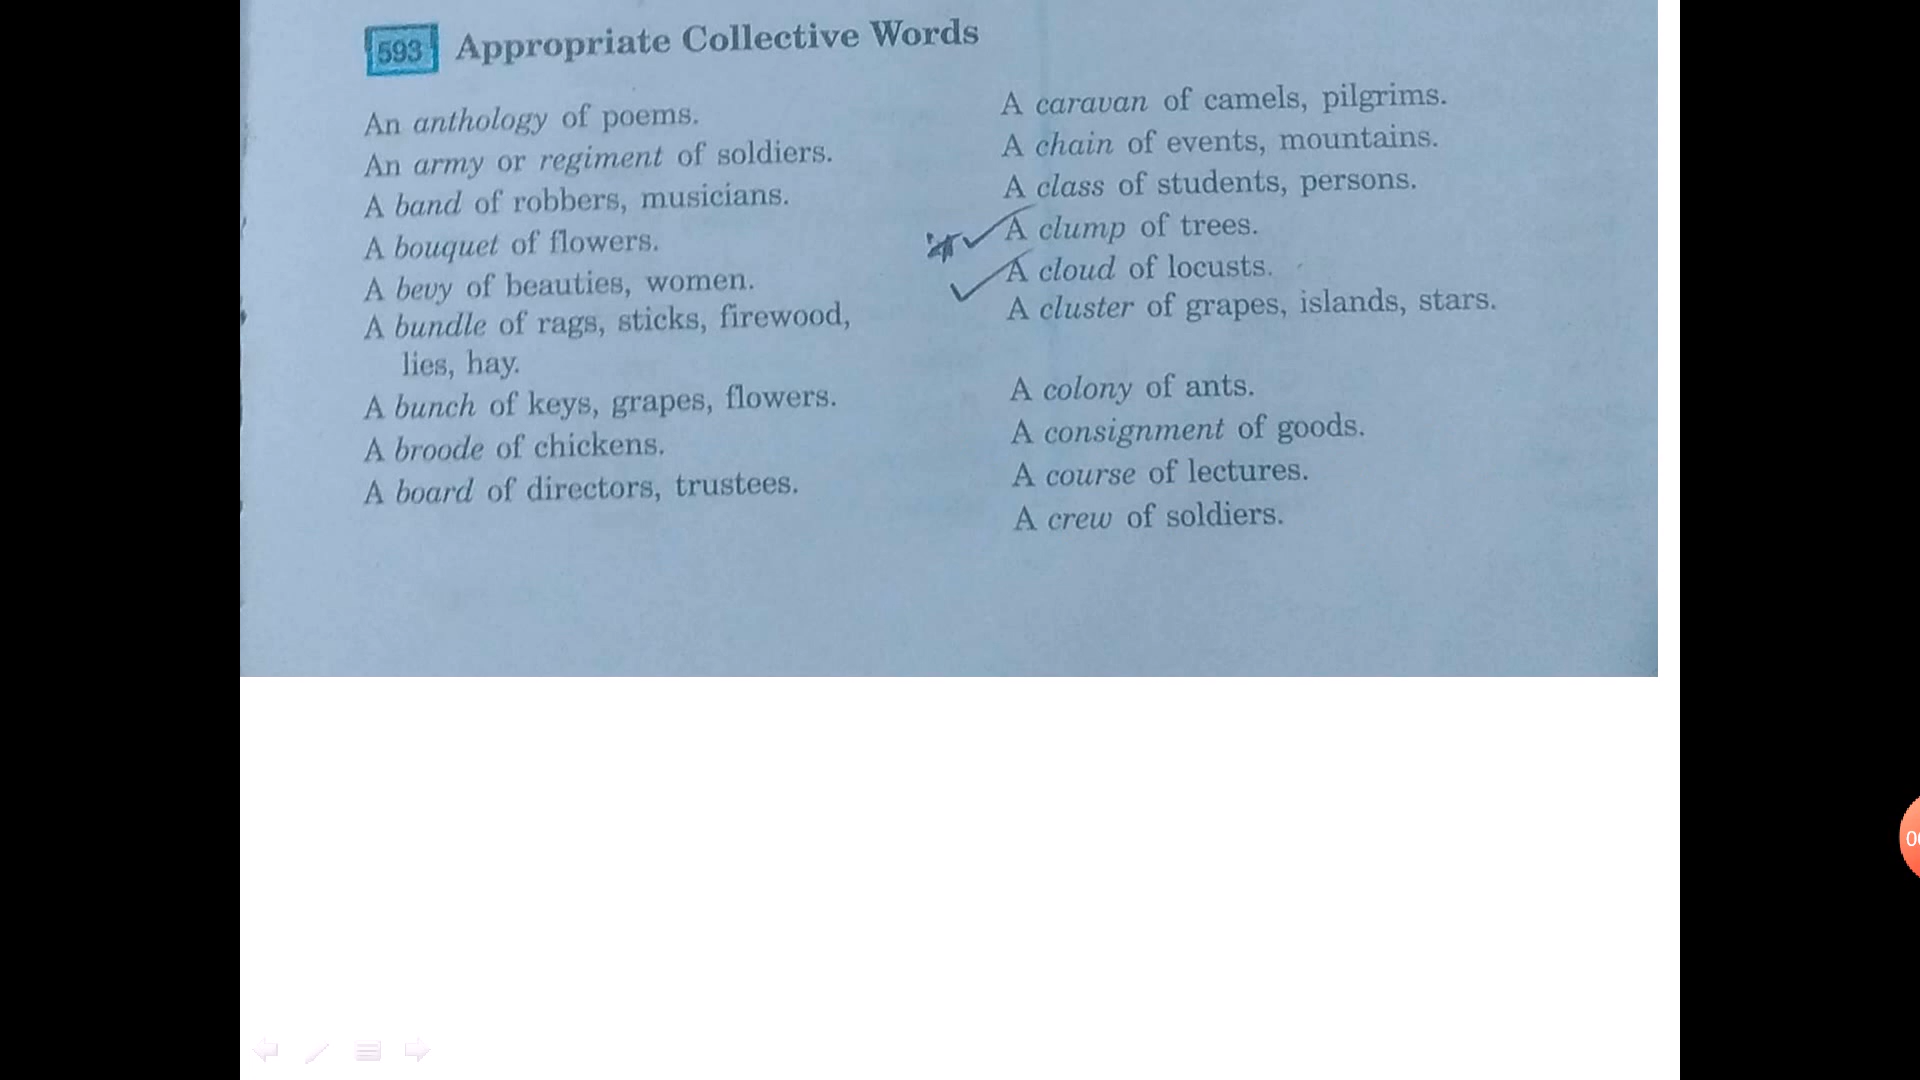 593 Appropriate Collective Words
An anthology of poems.
An army or regiment of soldiers.
A band of robbers, musicians.
A bouquet of flowers.
A bevy of beauties, women.
A bundle of rags, sticks, firewood,
lies, hay.
A bunch of keys, grapes, flowers.
A broode of chickens.
A board of directors, trustees.
A caravan of camels, pilgrims.
A chain of events, mountains.
A class of students, persons.
A clump of trees.
A cloud of locusts.
A cluster of grapes, islands, stars.
A colony of ants.
A consignment of goods.
A course of lectures.
A crew of soldiers.